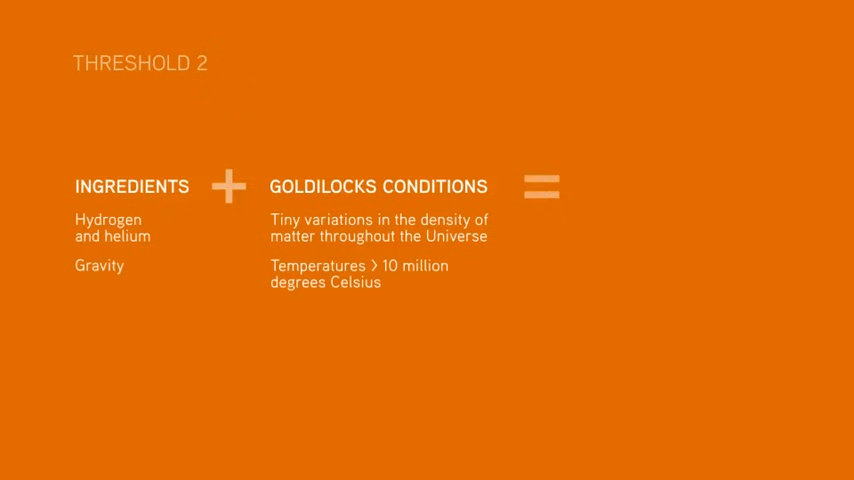 THRESHOLD 2
INGREDIENTS + GOLDILOCKS CONDITIONS =
Hydrogen
and helium
Gravity
Tiny variations in the density of
matter throughout the Universe
Temperatures > 10 million
degrees Celsius